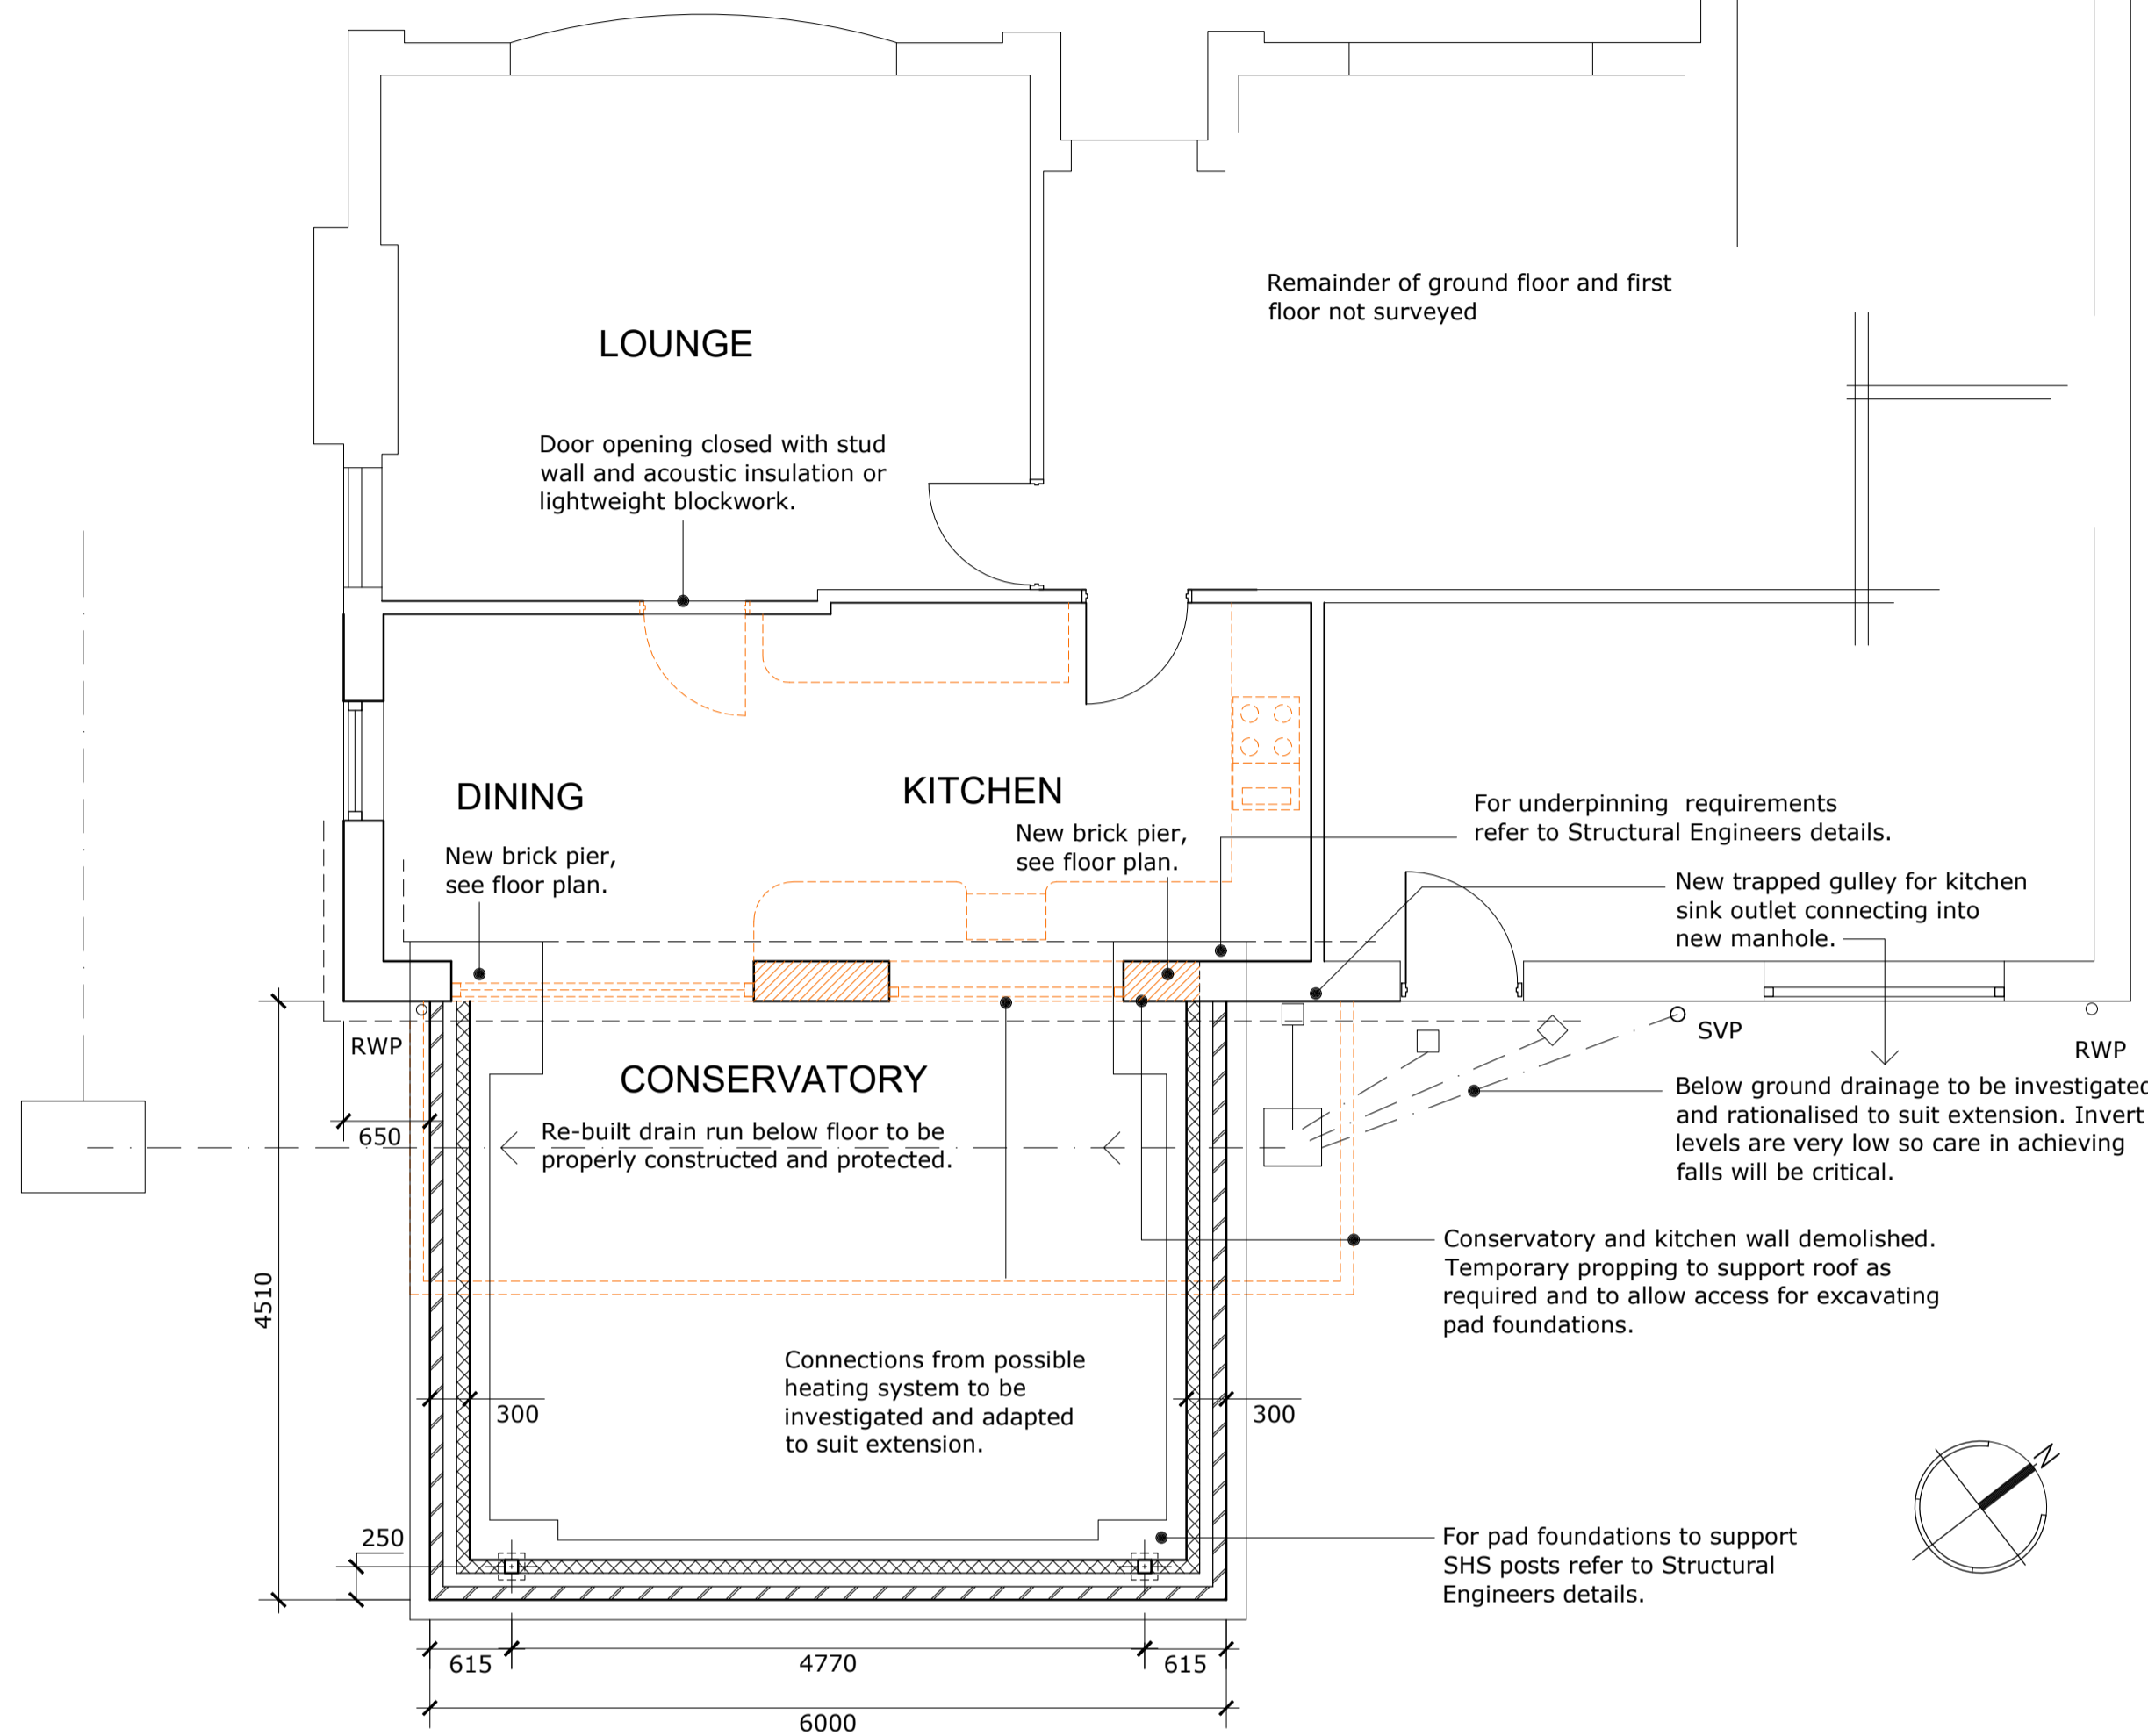 Remainder of ground floor and first
floor not surveyed
LOUNGE
Door opening closed with stud
wall and acoustic insulation or
lightweight blockwork.
DINING
KITCHEN
New brick pier,
see floor plan.
New brick pier,
see floor plan.
For underpinning requirements
refer to Structural Engineers details.
New trapped gulley for kitchen
sink outlet connecting into
new manhole.
RWP
SVP
RWP
CONSERVATORY
Below ground drainage to be investigated
and rationalised to suit extension. Invert
levels are very low so care in achieving
falls will be critical.
650
Re-built drain run below floor to be
properly constructed and protected.
Conservatory and kitchen wall demolished.
Temporary propping to support roof as
required and to allow access for excavating
pad foundations.
4510
Connections from possible
heating system to be
investigated and adapted
to suit extension.
300
300
N
250
For pad foundations to support
SHS posts refer to Structural
Engineers details.
615
4770
615
6000